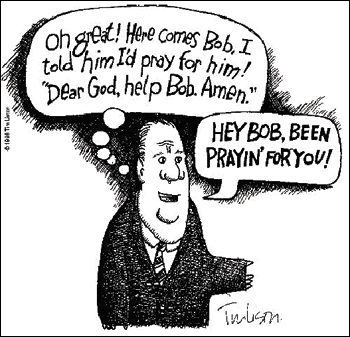 Oh great! Here comes Bob, I
told him I'd pray for him!
"Dear God, help Bob. Amen."
HEY BOB, BEEN
PRAYIN' FOR YOU!